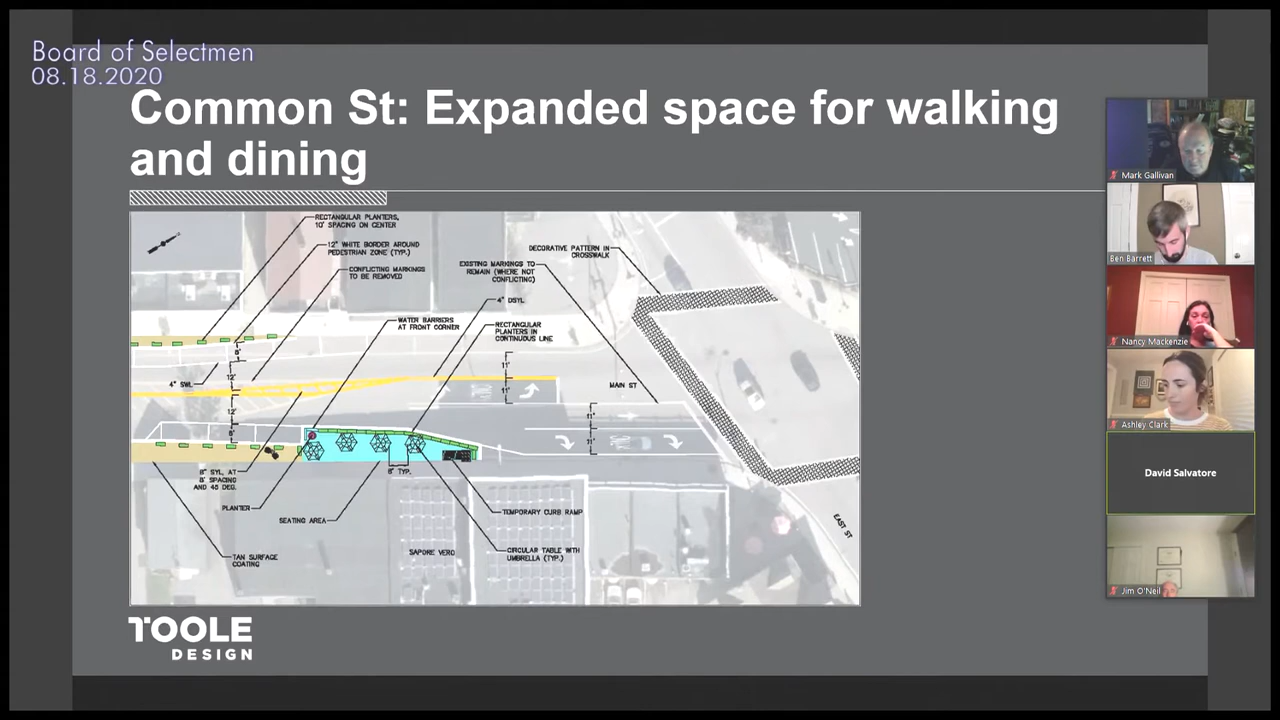 Board of Selectmen
08.18.2020
Common St: Expanded space for walking
and dining
RECTANGULAR PLANTERS,
10' SPACING ON CENTER
12" WHITE BORDER AROUND
PEDESTRIAN ZONE (TYP.)
CONFLICTING MARKINGS
TO BE REMOVED
DECORATIVE PATTERN IN
CROSSWALK
EXISTING MARKINGS TO
REMAIN (WHERE NOT
CONFLICTING)
4" DSYL
WATER BARRIERS
AT FRONT CORNER
RECTANGULAR
PLANTERS IN
CONTINUOUS LINE
8'
11'
11'
12'
4" SWL
MAIN ST
12'
8'
11'
11'
8" SYL, AT
8' SPACING
AND 45 DEG.
6' TYP.
PLANTER
SEATING AREA
TEMPORARY CURB RAMP
EAST ST
TAN SURFACE
COATING
SAPORE VERO
CIRCULAR TABLE WITH
UMBRELLA (TYP.)
TOOLE
DESIGN
Mark Gallivan
Ben Barrett
Nancy Mackenzie
Ashley Clark
David Salvatore
Jim O'Neil